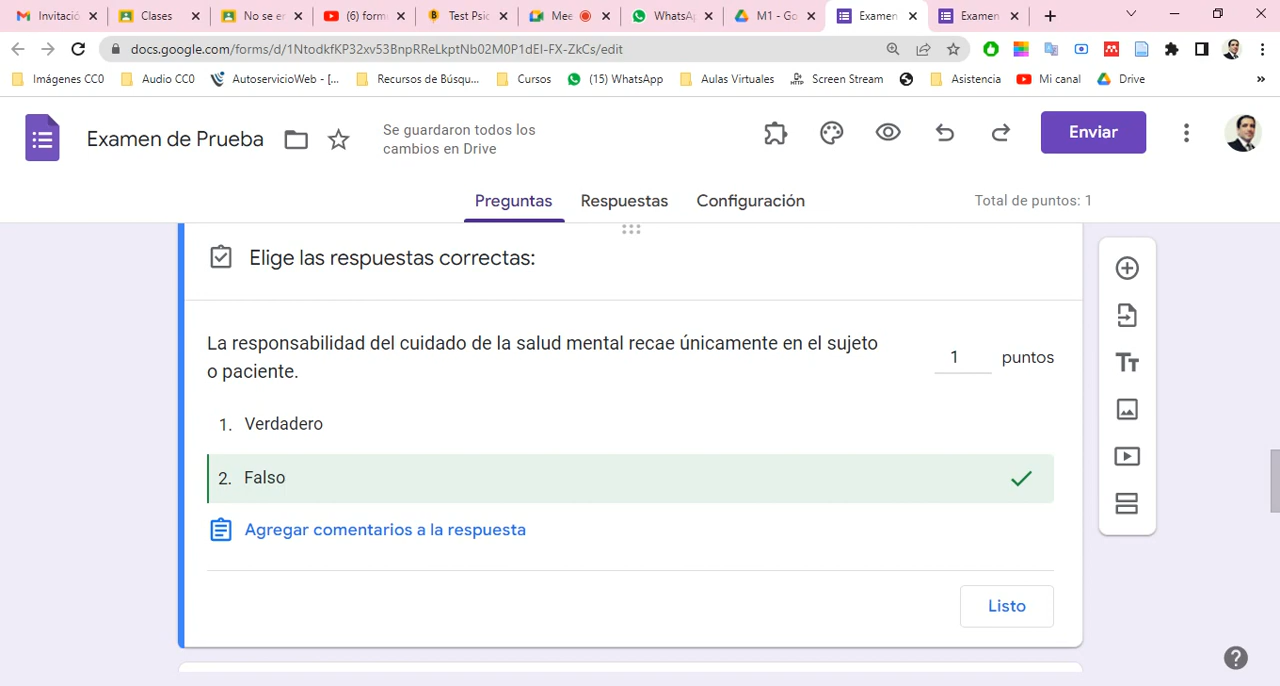 Invitació
Clases
No se en
(6) form
Test Psic
Mee
WhatsA
M1 - Go
Examen
Examen
docs.google.com/forms/d/1NtodkfKP32xv53BnpRReLkptNb02M0P1dEI-FX-ZkCs/edit
Imágenes CC0
Audio CC0
AutoservicioWeb - [...
Recursos de Búsqu...
Cursos
(15) WhatsApp
Aulas Virtuales
Screen Stream
Asistencia
Mi canal
Drive
»
Examen de Prueba
Se guardaron todos los
cambios en Drive
Enviar
Preguntas
Respuestas
Configuración
Total de puntos: 1
Elige las respuestas correctas:
La responsabilidad del cuidado de la salud mental recae únicamente en el sujeto
o paciente.
1 puntos
1. Verdadero
2. Falso
Agregar comentarios a la respuesta
Listo